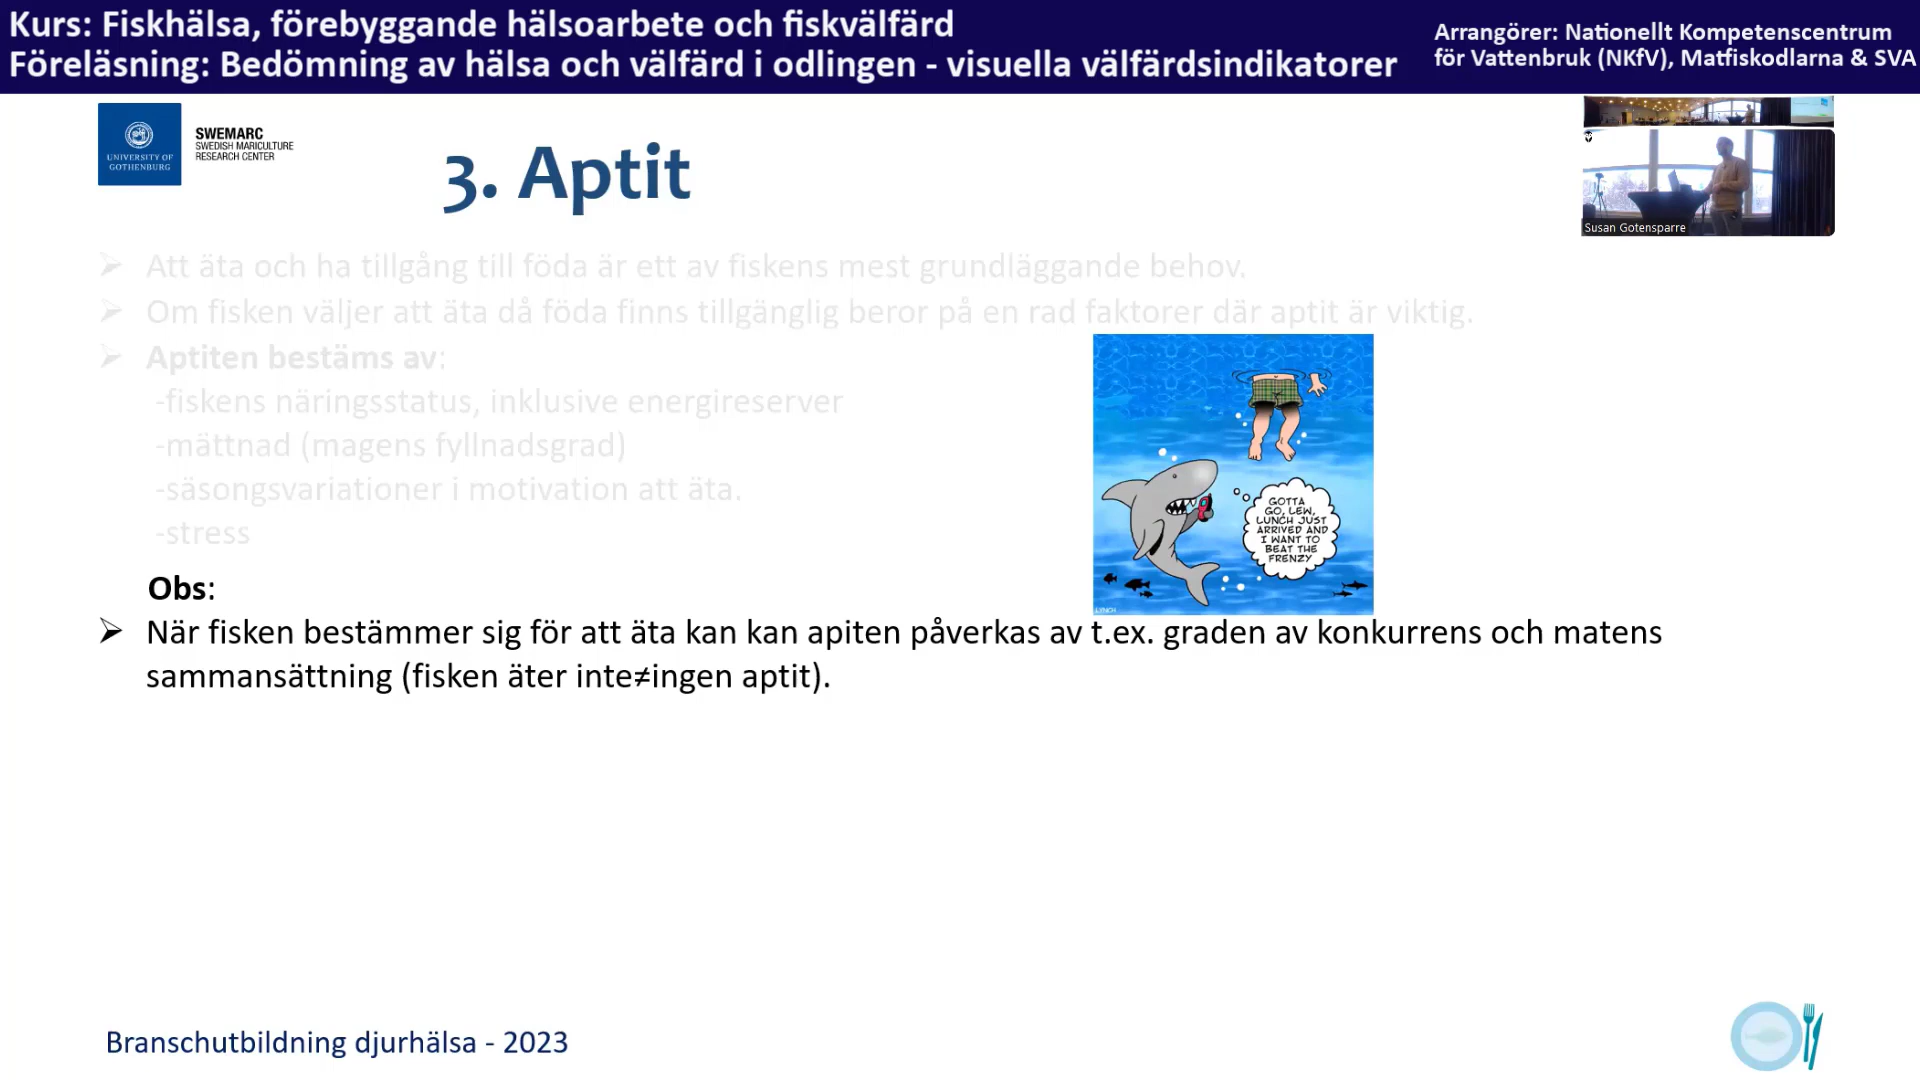 Kurs: Fiskhälsa, förebyggande hälsoarbete och fiskvälfärd
Föreläsning: Bedömning av hälsa och välfärd i odlingen - visuella välfärdsindikatorer
Arrangörer: Nationellt Kompetenscentrum
för Vattenbruk (NKfV), Matfiskodlarna & SVA
UNIVERSITY OF
GOTHENBURG
SWEMARC
SWEDISH MARICULTURE
RESEARCH CENTER
3. Aptit
Susan Gotensparre
➢ Att äta och ha tillgång till föda är ett av fiskens mest grundläggande behov.
➢ Om fisken väljer att äta då föda finns tillgänglig beror på en rad faktorer där aptit är viktig.
➢ Aptiten bestäms av:
-fiskens näringsstatus, inklusive energireserver
-mättnad (magens fyllnadsgrad)
-säsongsvariationer i motivation att äta.
-stress
GOTTA
GO, LEW,
LUNCH JUST
ARRIVED AND
I WANT TO
BEAT THE
FRENZY
LYNCH
Obs:
➢ När fisken bestämmer sig för att äta kan kan apiten påverkas av t.ex. graden av konkurrens och matens
sammansättning (fisken äter inte≠ingen aptit).
Branschutbildning djurhälsa - 2023